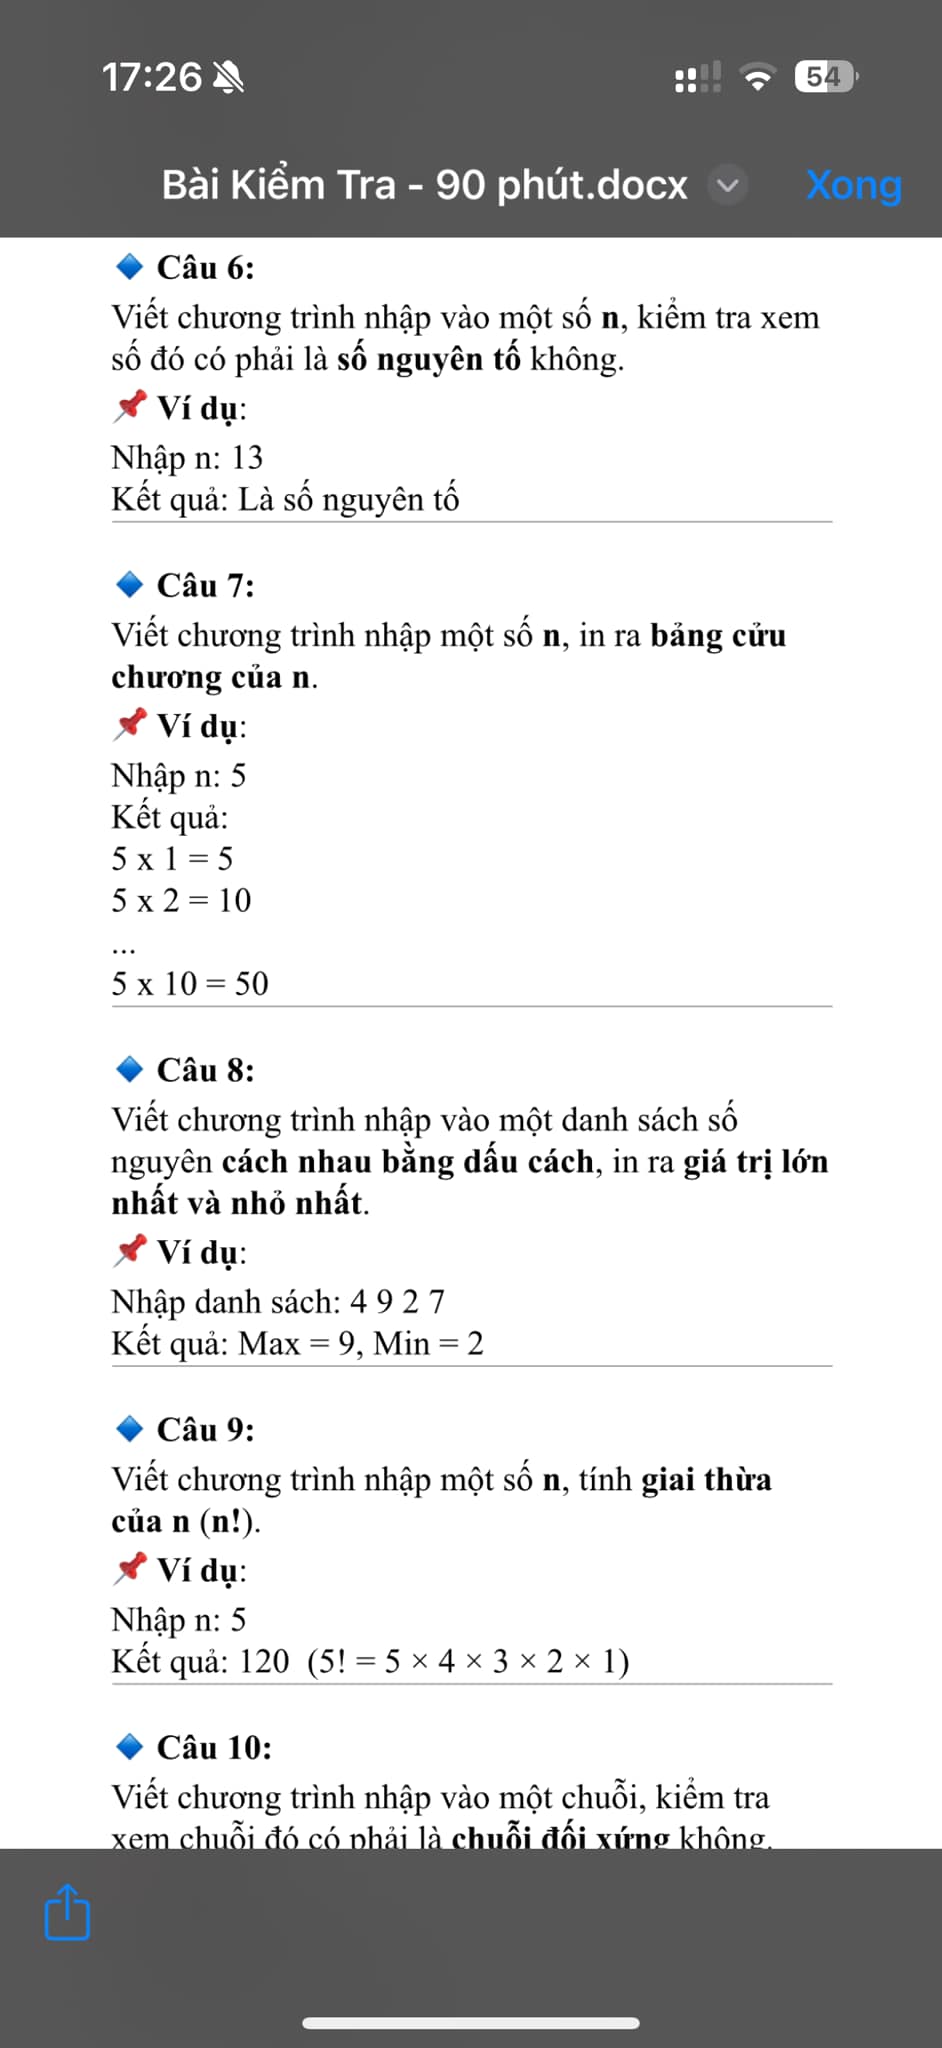 17:26
54
Bài Kiểm Tra - 90 phút.docx
Xong
Câu 6:
Viết chương trình nhập vào một số n, kiểm tra xem
số đó có phải là số nguyên tố không.
Ví dụ:
Nhập n: 13
Kết quả: Là số nguyên tố
Câu 7:
Viết chương trình nhập một số n, in ra bảng cửu
chương của n.
Ví dụ:
Nhập n: 5
Kết quả:
5 x 1 = 5
5 x 2 = 10
...
5 x 10 = 50
Câu 8:
Viết chương trình nhập vào một danh sách số
nguyên cách nhau bằng dấu cách, in ra giá trị lớn
nhất và nhỏ nhất.
Ví dụ:
Nhập danh sách: 4 9 2 7
Kết quả: Max = 9, Min = 2
Câu 9:
Viết chương trình nhập một số n, tính giai thừa
của n (n!).
Ví dụ:
Nhập n: 5
Kết quả: 120 (5! = 5 × 4 × 3 × 2 × 1)
Câu 10:
Viết chương trình nhập vào một chuỗi, kiểm tra
xem chuỗi đó có phải là chuỗi đối xứng không.